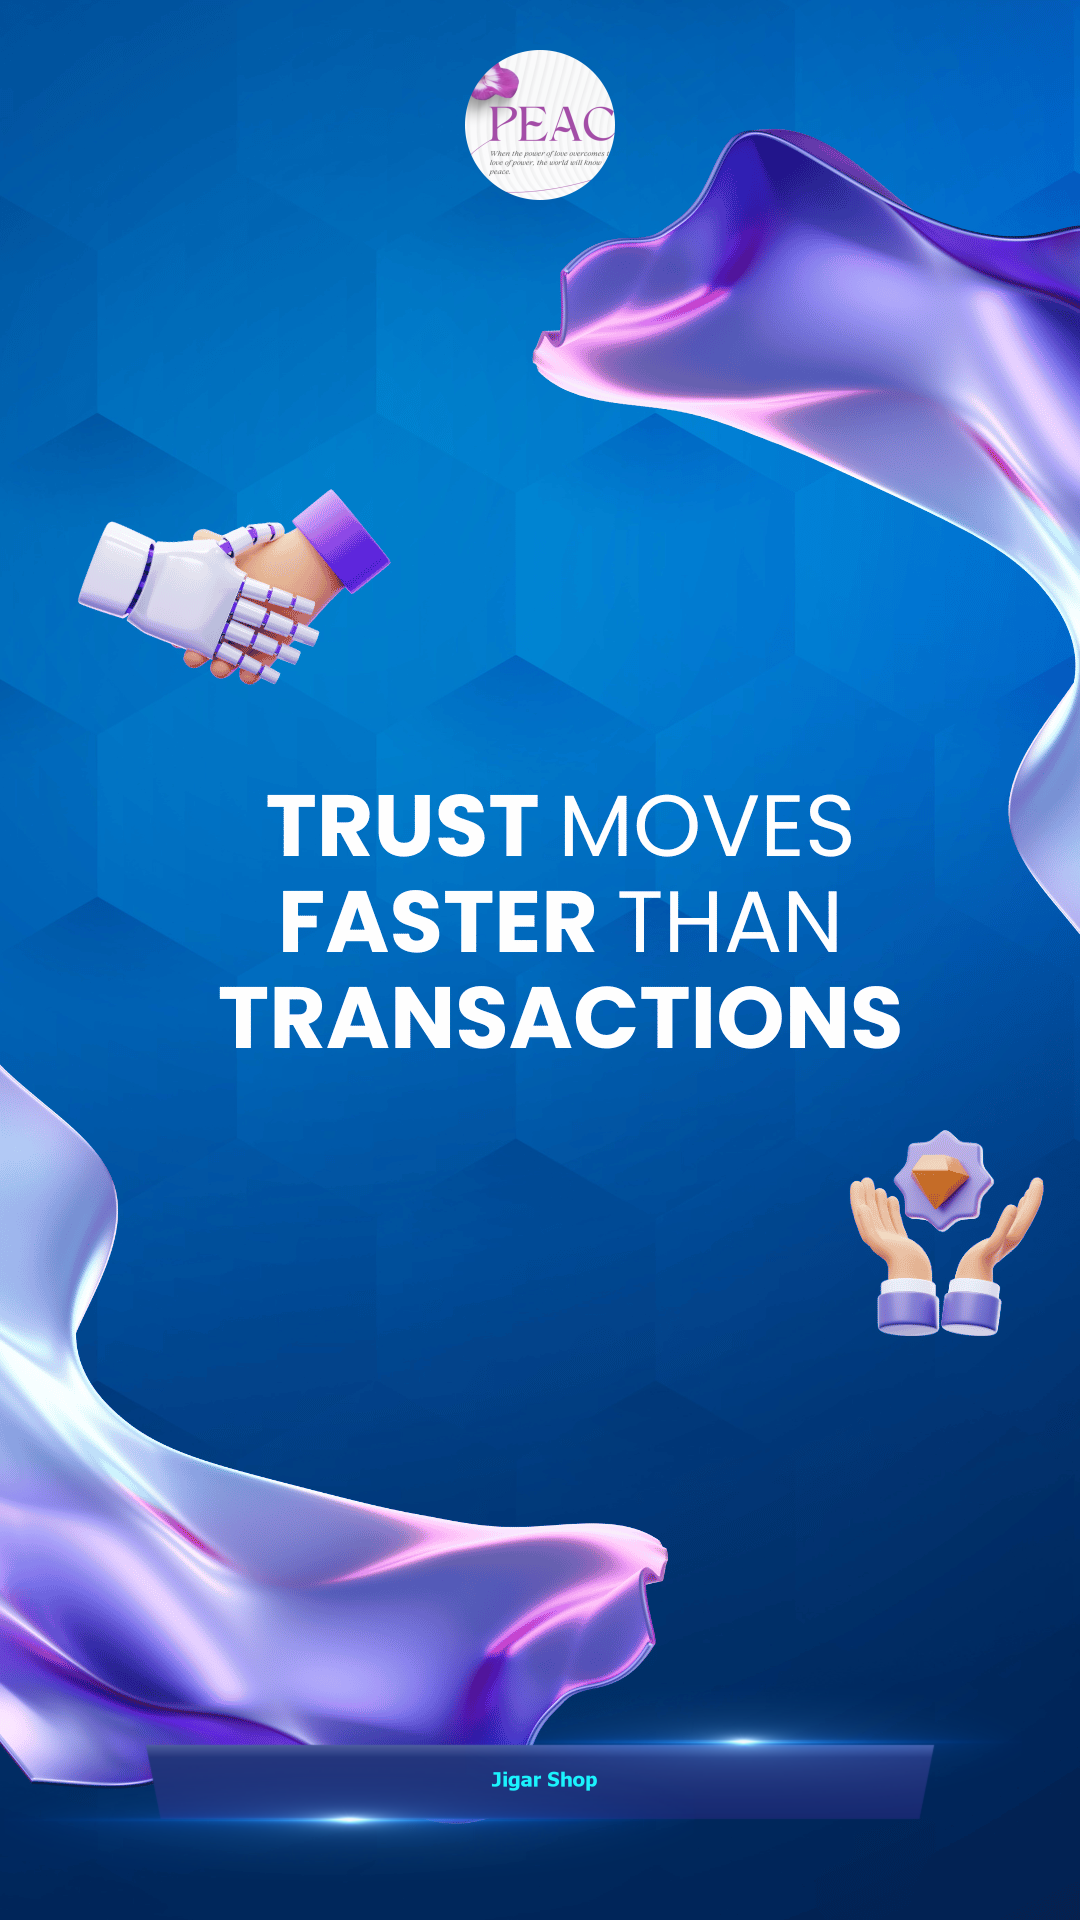 PEAC
When the power of love overcomes
love of power, the world will know
peace.
TRUST MOVES
FASTER THAN
TRANSACTIONS
Jigar Shop